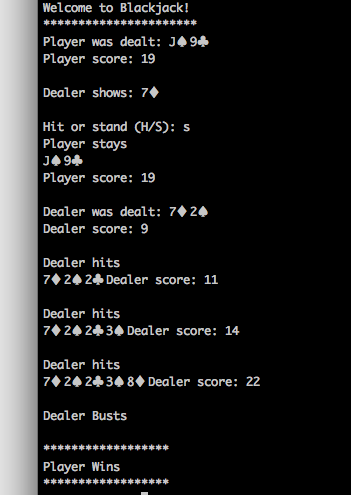 Welcome to Blackjack!
**********************
Player was dealt: J♠9♣
Player score: 19
Dealer shows: 7♦
Hit or stand (H/S): s
Player stays
J♠9♣
Player score: 19
Dealer was dealt: 7♦2♠
Dealer score: 9
Dealer hits
7♦2♠2♣Dealer score: 11
Dealer hits
7♦2♠2♣3♠Dealer score: 14
Dealer hits
7♦2♠2♣3♠8♦Dealer score: 22
Dealer Busts
******************
Player Wins
******************